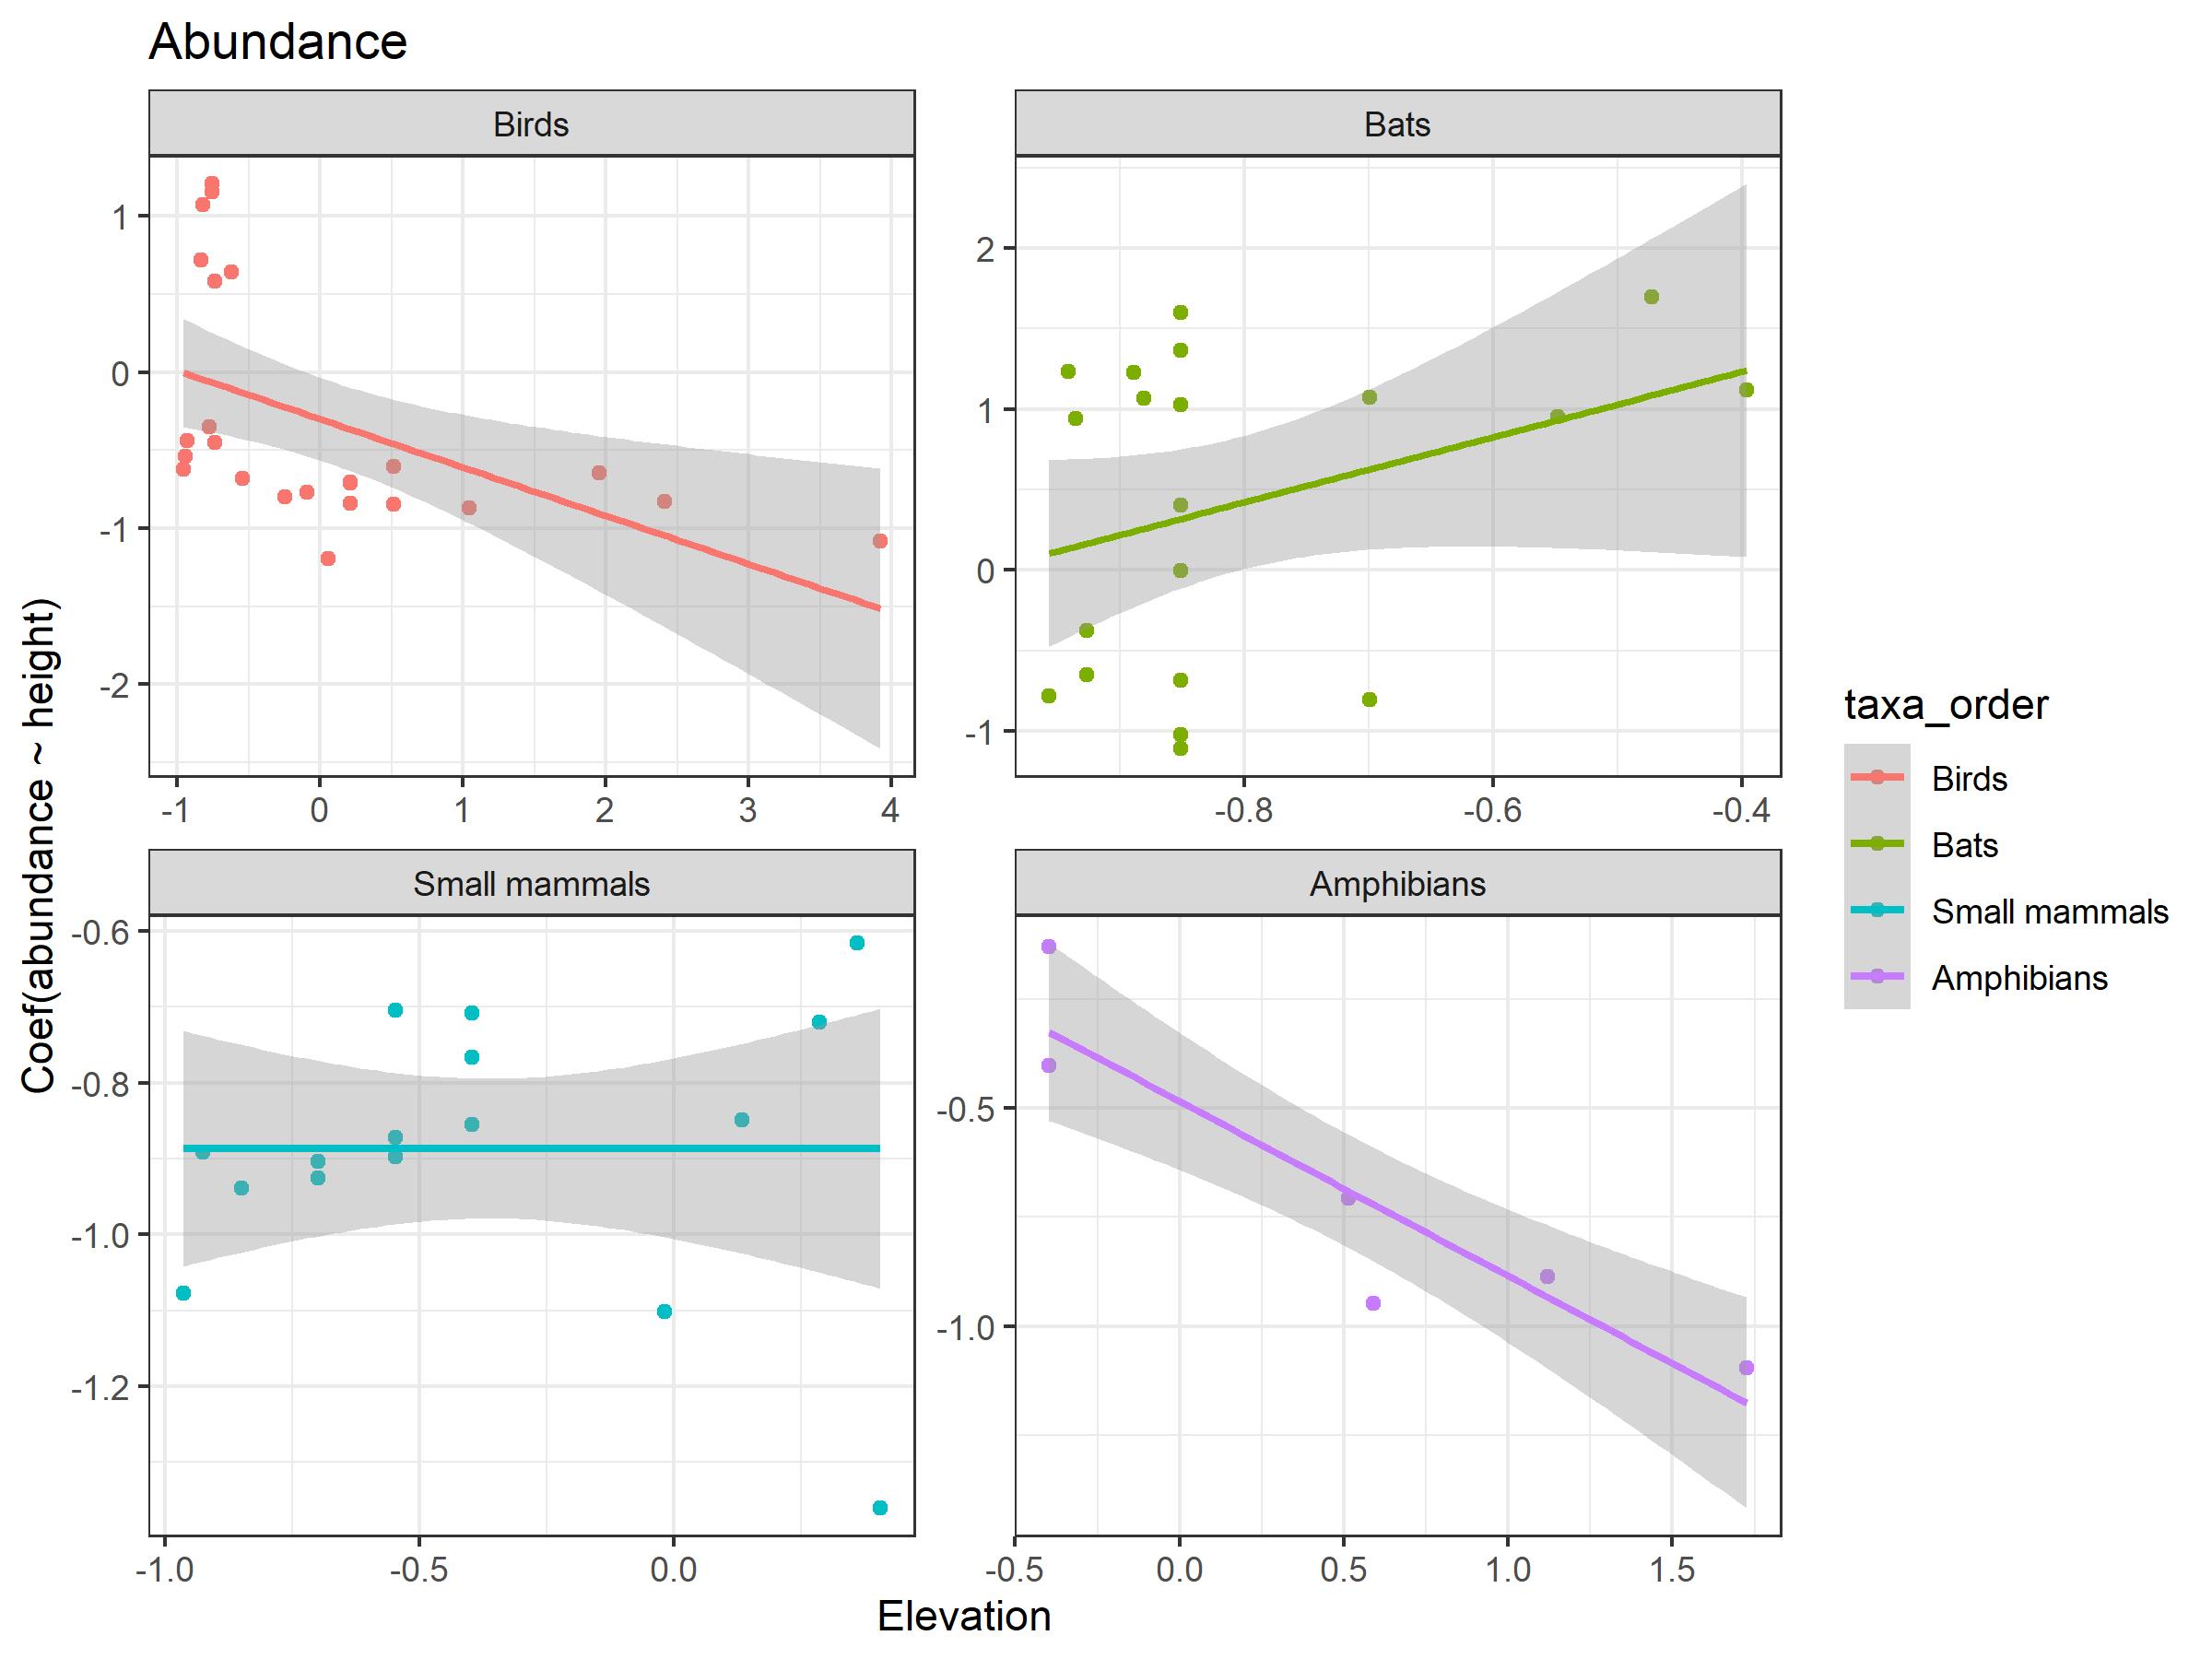 Abundance
Birds
Bats
1
0
-1
-2
2
1
0
-1
-1 0 1 2 3 4
-0.8 -0.6 -0.4
Small mammals
Amphibians
-0.6
-0.8
-1.0
-1.2
-0.5
-1.0
-1.0 -0.5 0.0
-0.5 0.0 0.5 1.0 1.5
Elevation
Coef(abundance ~ height)
taxa_order
Birds
Bats
Small mammals
Amphibians